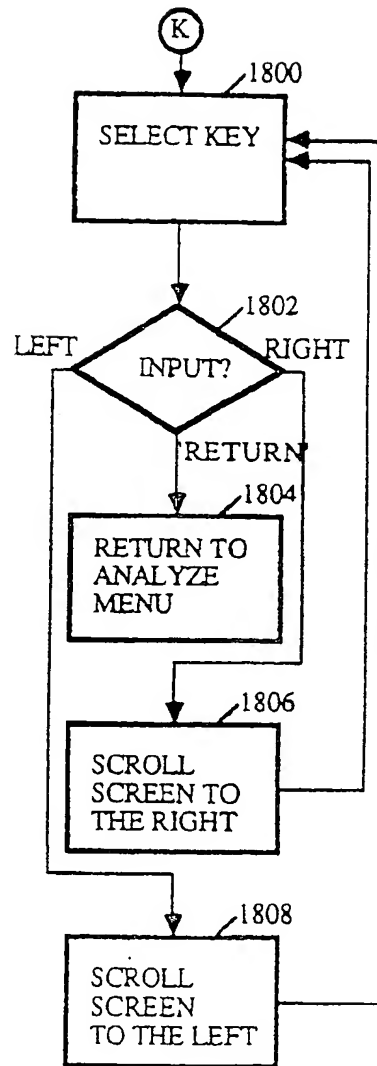 K
1800
SELECT KEY
1802
LEFT
INPUT?
RIGHT
'RETURN'
1804
RETURN TO
ANALYZE
MENU
1806
SCROLL
SCREEN TO
THE RIGHT
1808
SCROLL
SCREEN
TO THE LEFT